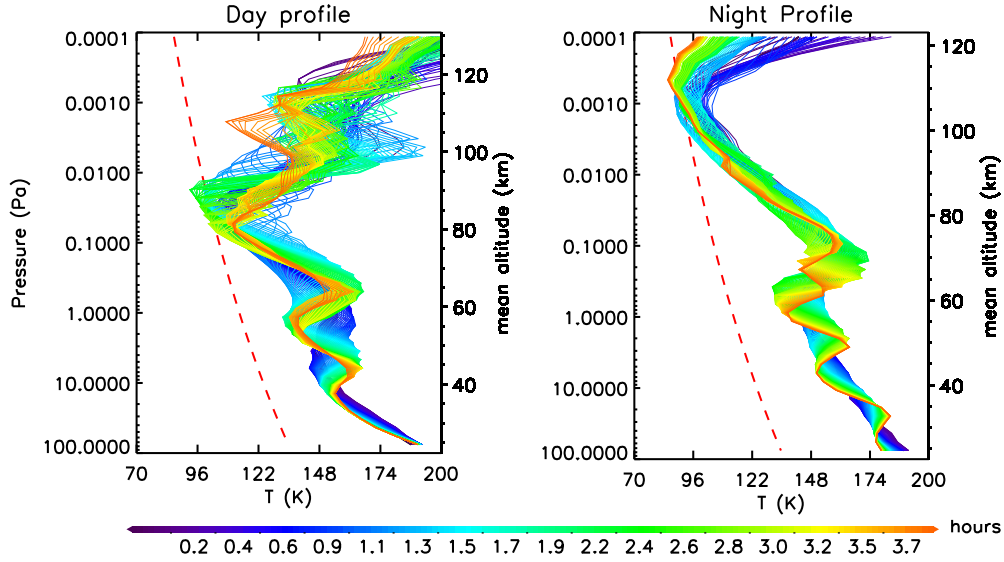 Day profile
Night Profile
0.0001
0.0010
0.0100
0.1000
1.0000
10.0000
100.0000
Pressure (Pa)
120
100
80
60
40
mean altitude (km)
70 96 122 148 174 200
T (K)
0.0001
0.0010
0.0100
0.1000
1.0000
10.0000
100.0000
120
100
80
60
40
mean altitude (km)
70 96 122 148 174 200
T (K)
hours
0.2 0.4 0.6 0.9 1.1 1.3 1.5 1.7 1.9 2.2 2.4 2.6 2.8 3.0 3.2 3.5 3.7